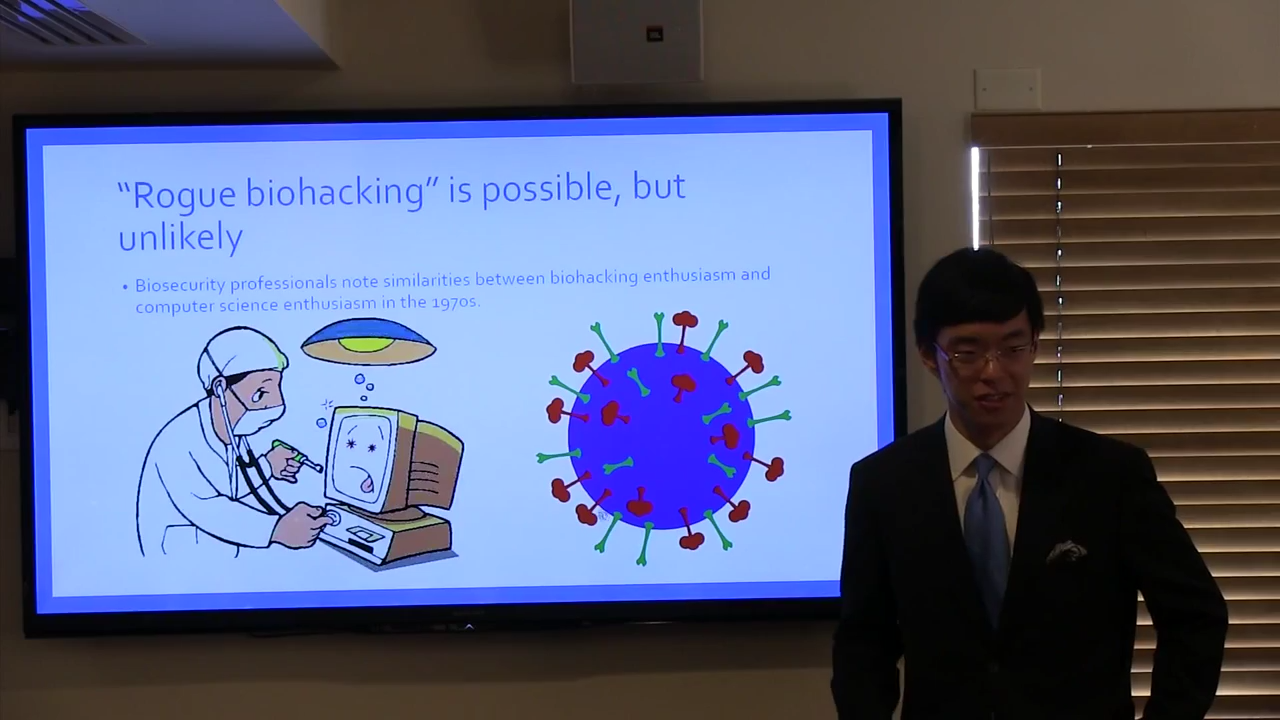 “Rogue biohacking” is possible, but
unlikely
• Biosecurity professionals note similarities between biohacking enthusiasm and
computer science enthusiasm in the 1970s.
JBL